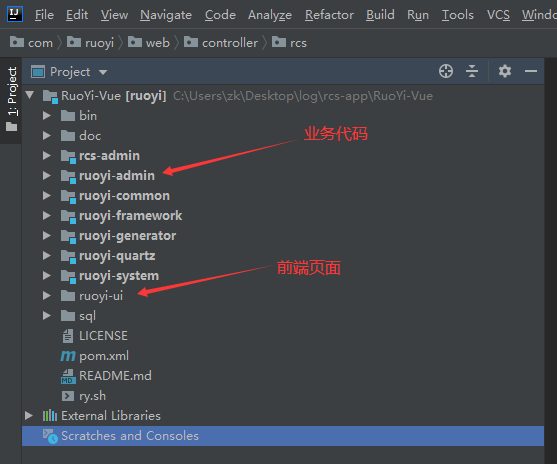 IJ File Edit View Navigate Code Analyze Refactor Build Run Tools VCS Windo
com ruoyi web controller rcs
1: Project
Project
RuoYi-Vue [ruoyi] C:\Users\zk\Desktop\log\rcs-app\RuoYi-Vue
bin
doc
rcs-admin
业务代码
ruoyi-admin
ruoyi-common
ruoyi-framework
ruoyi-generator
ruoyi-quartz
前端页面
ruoyi-system
ruoyi-ui
sql
LICENSE
m pom.xml
MD README.md
ry.sh
External Libraries
Scratches and Consoles